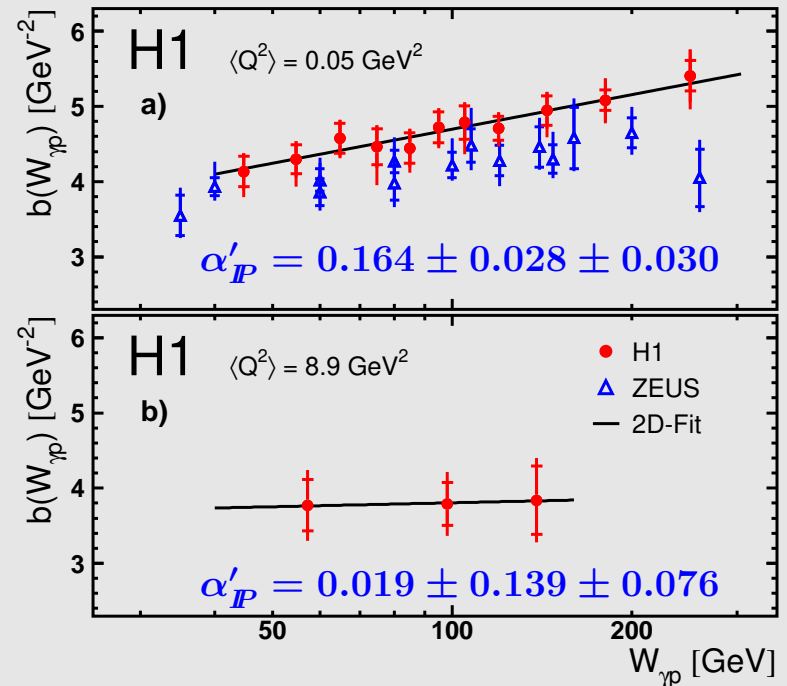 b(W_γp) [GeV⁻²]
6
5
4
3
H1 ⟨Q²⟩ = 0.05 GeV²
a)
α′_IP = 0.164 ± 0.028 ± 0.030
b(W_γp) [GeV⁻²]
6
5
4
3
H1 ⟨Q²⟩ = 8.9 GeV²
b)
H1
ZEUS
2D-Fit
α′_IP = 0.019 ± 0.139 ± 0.076
50 100 200
W_γp [GeV]